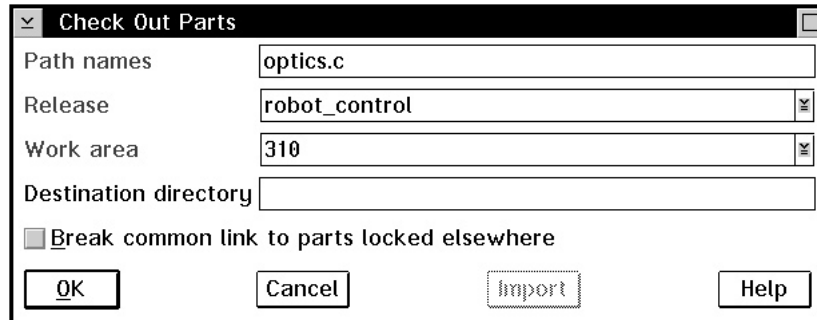 Check Out Parts
Path names optics.c
Release robot_control
Work area 310
Destination directory
Break common link to parts locked elsewhere
OK Cancel Import Help